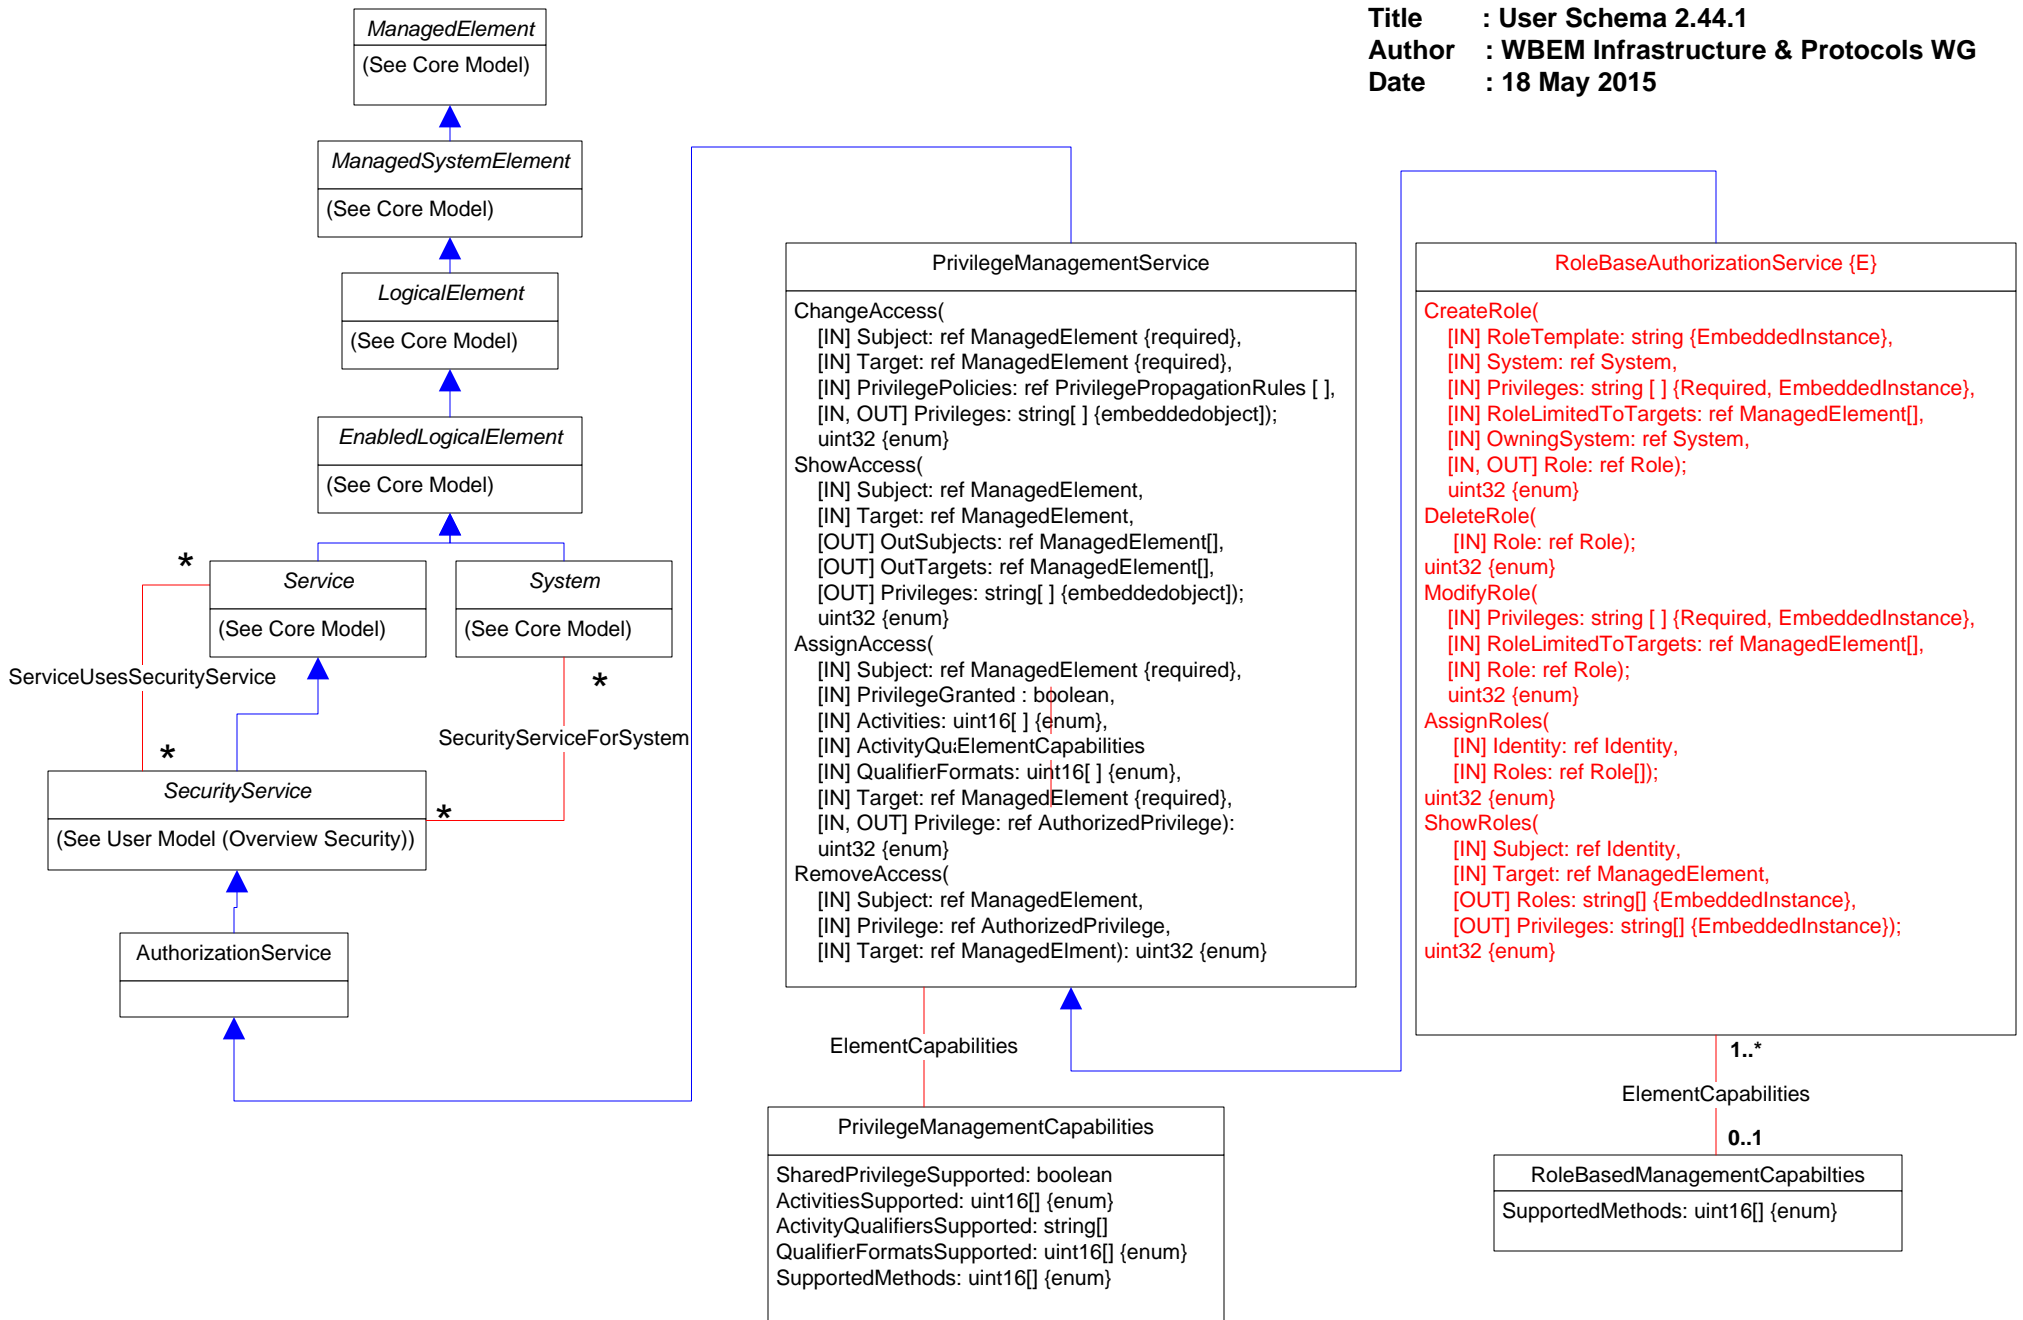 Title : User Schema 2.44.1
Author : WBEM Infrastructure & Protocols WG
Date : 18 May 2015
ManagedElement
(See Core Model)
ManagedSystemElement
(See Core Model)
LogicalElement
(See Core Model)
EnabledLogicalElement
(See Core Model)
*
Service
(See Core Model)
System
(See Core Model)
ServiceUsesSecurityService
*
SecurityServiceForSystem
*
SecurityService
*
(See User Model (Overview Security))
AuthorizationService
PrivilegeManagementService
ChangeAccess(
[IN] Subject: ref ManagedElement {required},
[IN] Target: ref ManagedElement {required},
[IN] PrivilegePolicies: ref PrivilegePropagationRules [ ],
[IN, OUT] Privileges: string[ ] {embeddedobject]);
uint32 {enum}
ShowAccess(
[IN] Subject: ref ManagedElement,
[IN] Target: ref ManagedElement,
[OUT] OutSubjects: ref ManagedElement[],
[OUT] OutTargets: ref ManagedElement[],
[OUT] Privileges: string[ ] {embeddedobject]);
uint32 {enum}
AssignAccess(
[IN] Subject: ref ManagedElement {required},
[IN] PrivilegeGranted : boolean,
[IN] Activities: uint16[ ] {enum},
[IN] ElementCapabilities
[IN] QualifierFormats: uint16[ ] {enum},
[IN] Target: ref ManagedElement {required},
[IN, OUT] Privilege: ref AuthorizedPrivilege):
uint32 {enum}
RemoveAccess(
[IN] Subject: ref ManagedElement,
[IN] Privilege: ref AuthorizedPrivilege,
[IN] Target: ref ManagedElment): uint32 {enum}
ElementCapabilities
PrivilegeManagementCapabilities
SharedPrivilegeSupported: boolean
ActivitiesSupported: uint16[] {enum}
ActivityQualifiersSupported: string[]
QualifierFormatsSupported: uint16[] {enum}
SupportedMethods: uint16[] {enum}
RoleBaseAuthorizationService {E}
CreateRole(
[IN] RoleTemplate: string {EmbeddedInstance},
[IN] System: ref System,
[IN] Privileges: string [ ] {Required, EmbeddedInstance},
[IN] RoleLimitedToTargets: ref ManagedElement[],
[IN] OwningSystem: ref System,
[IN, OUT] Role: ref Role);
uint32 {enum}
DeleteRole(
[IN] Role: ref Role);
uint32 {enum}
ModifyRole(
[IN] Privileges: string [ ] {Required, EmbeddedInstance},
[IN] RoleLimitedToTargets: ref ManagedElement[],
[IN] Role: ref Role);
uint32 {enum}
AssignRoles(
[IN] Identity: ref Identity,
[IN] Roles: ref Role[]);
uint32 {enum}
ShowRoles(
[IN] Subject: ref Identity,
[IN] Target: ref ManagedElement,
[OUT] Roles: string[] {EmbeddedInstance},
[OUT] Privileges: string[] {EmbeddedInstance});
uint32 {enum}
1..*
ElementCapabilities
0..1
RoleBasedManagementCapabilties
SupportedMethods: uint16[] {enum}